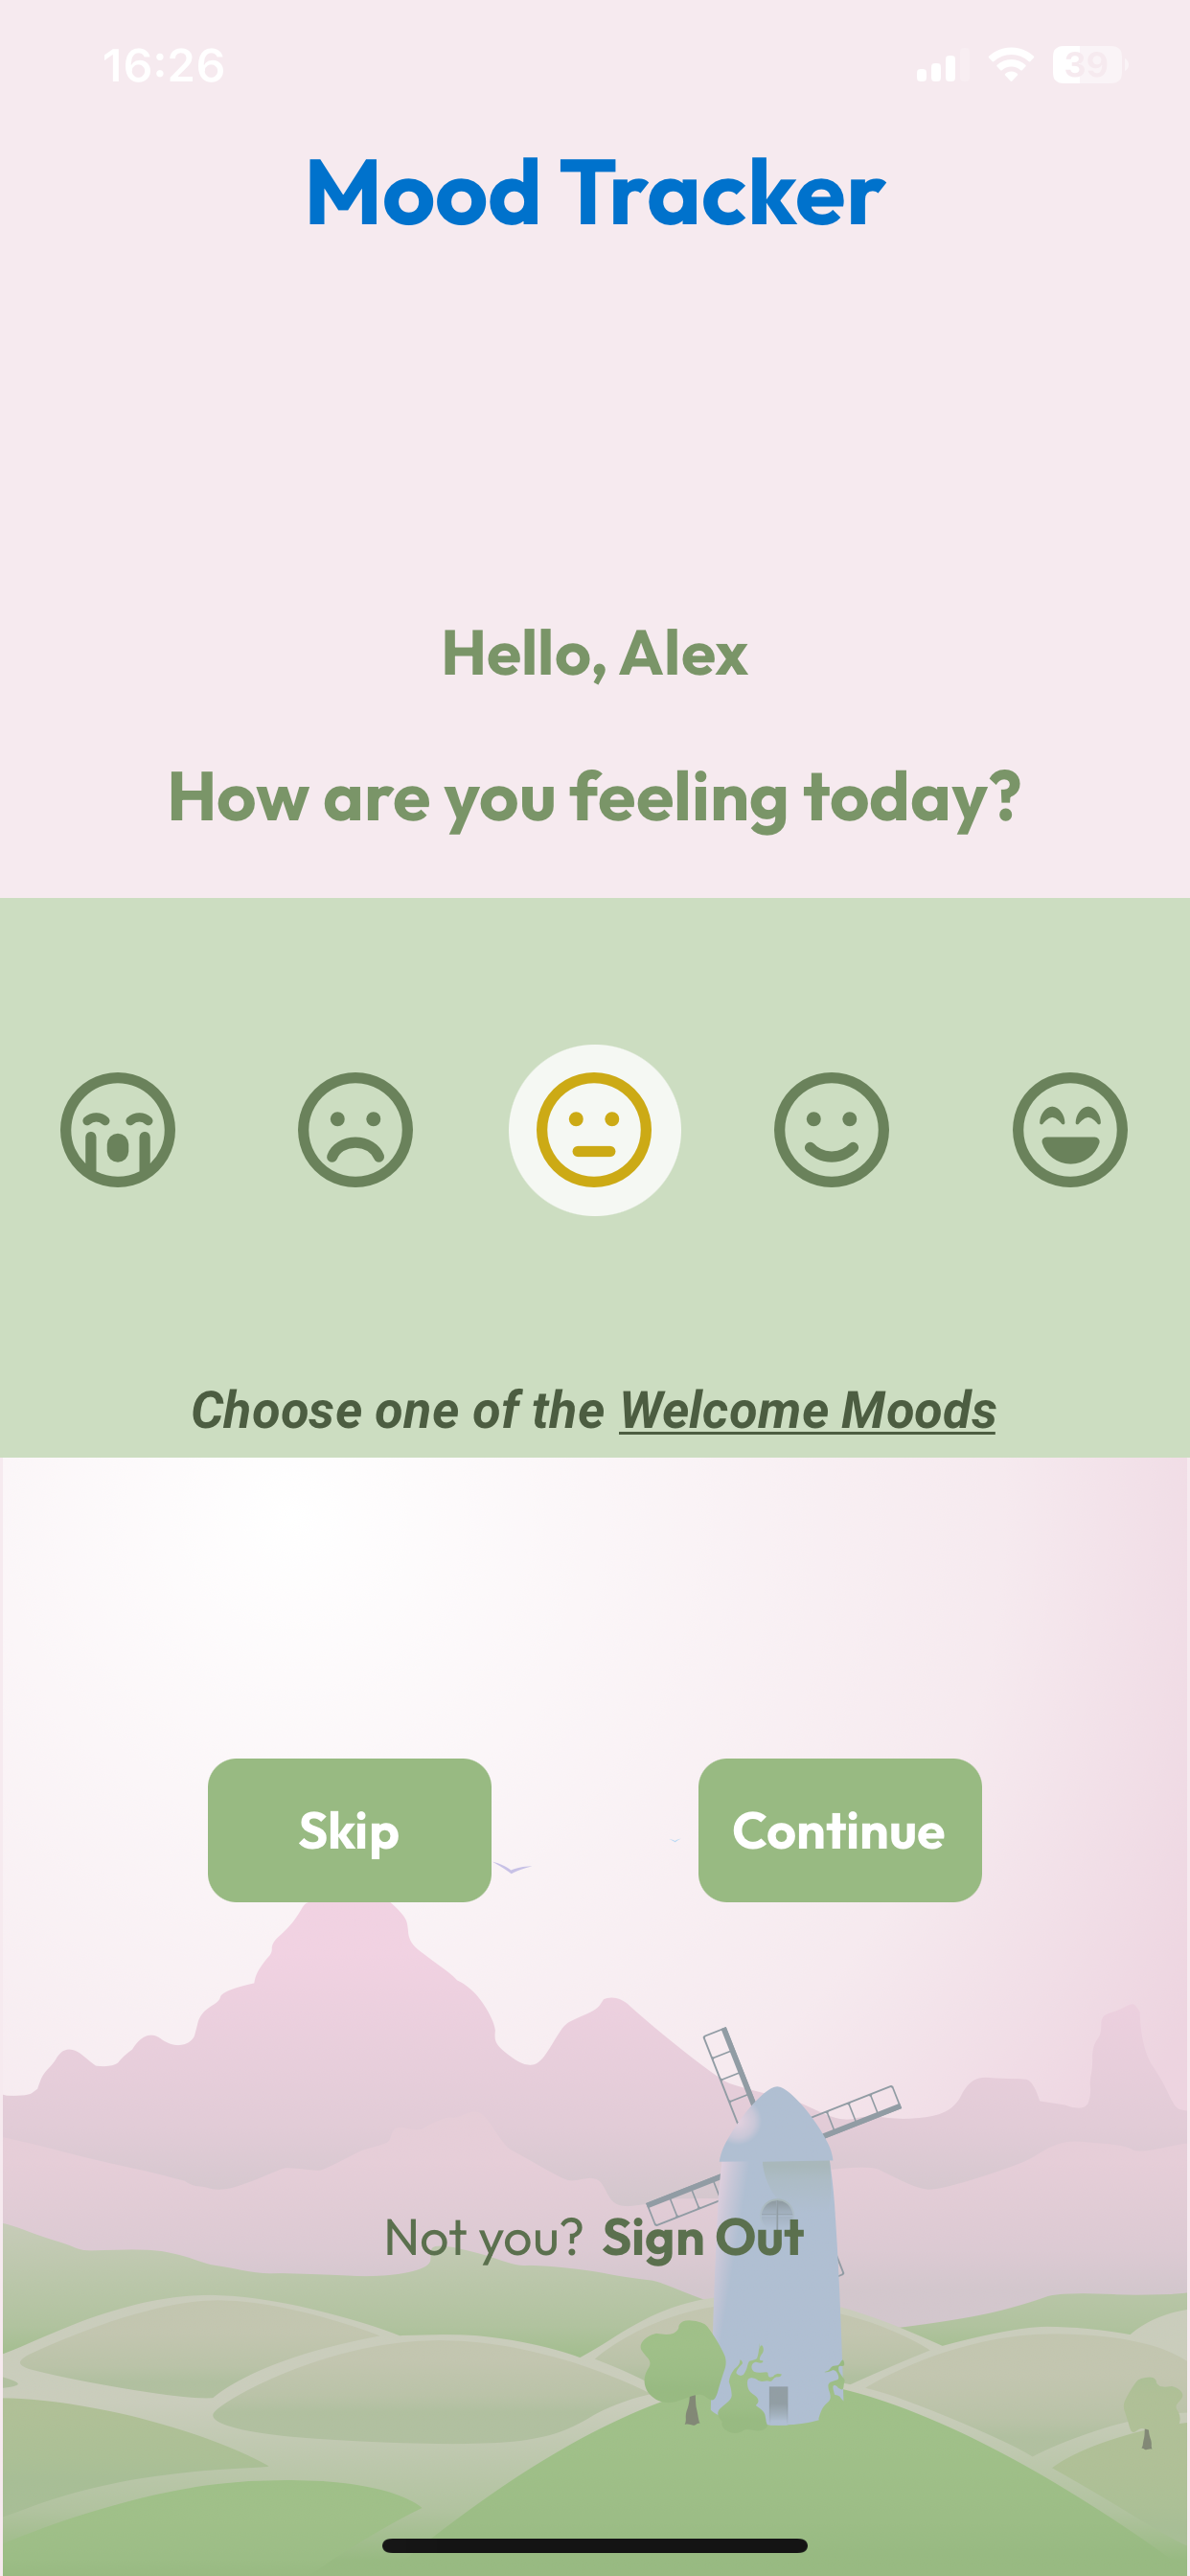 16:26 39
Mood Tracker
Hello, Alex
How are you feeling today?
Choose one of the Welcome Moods
Skip Continue
Not you? Sign Out